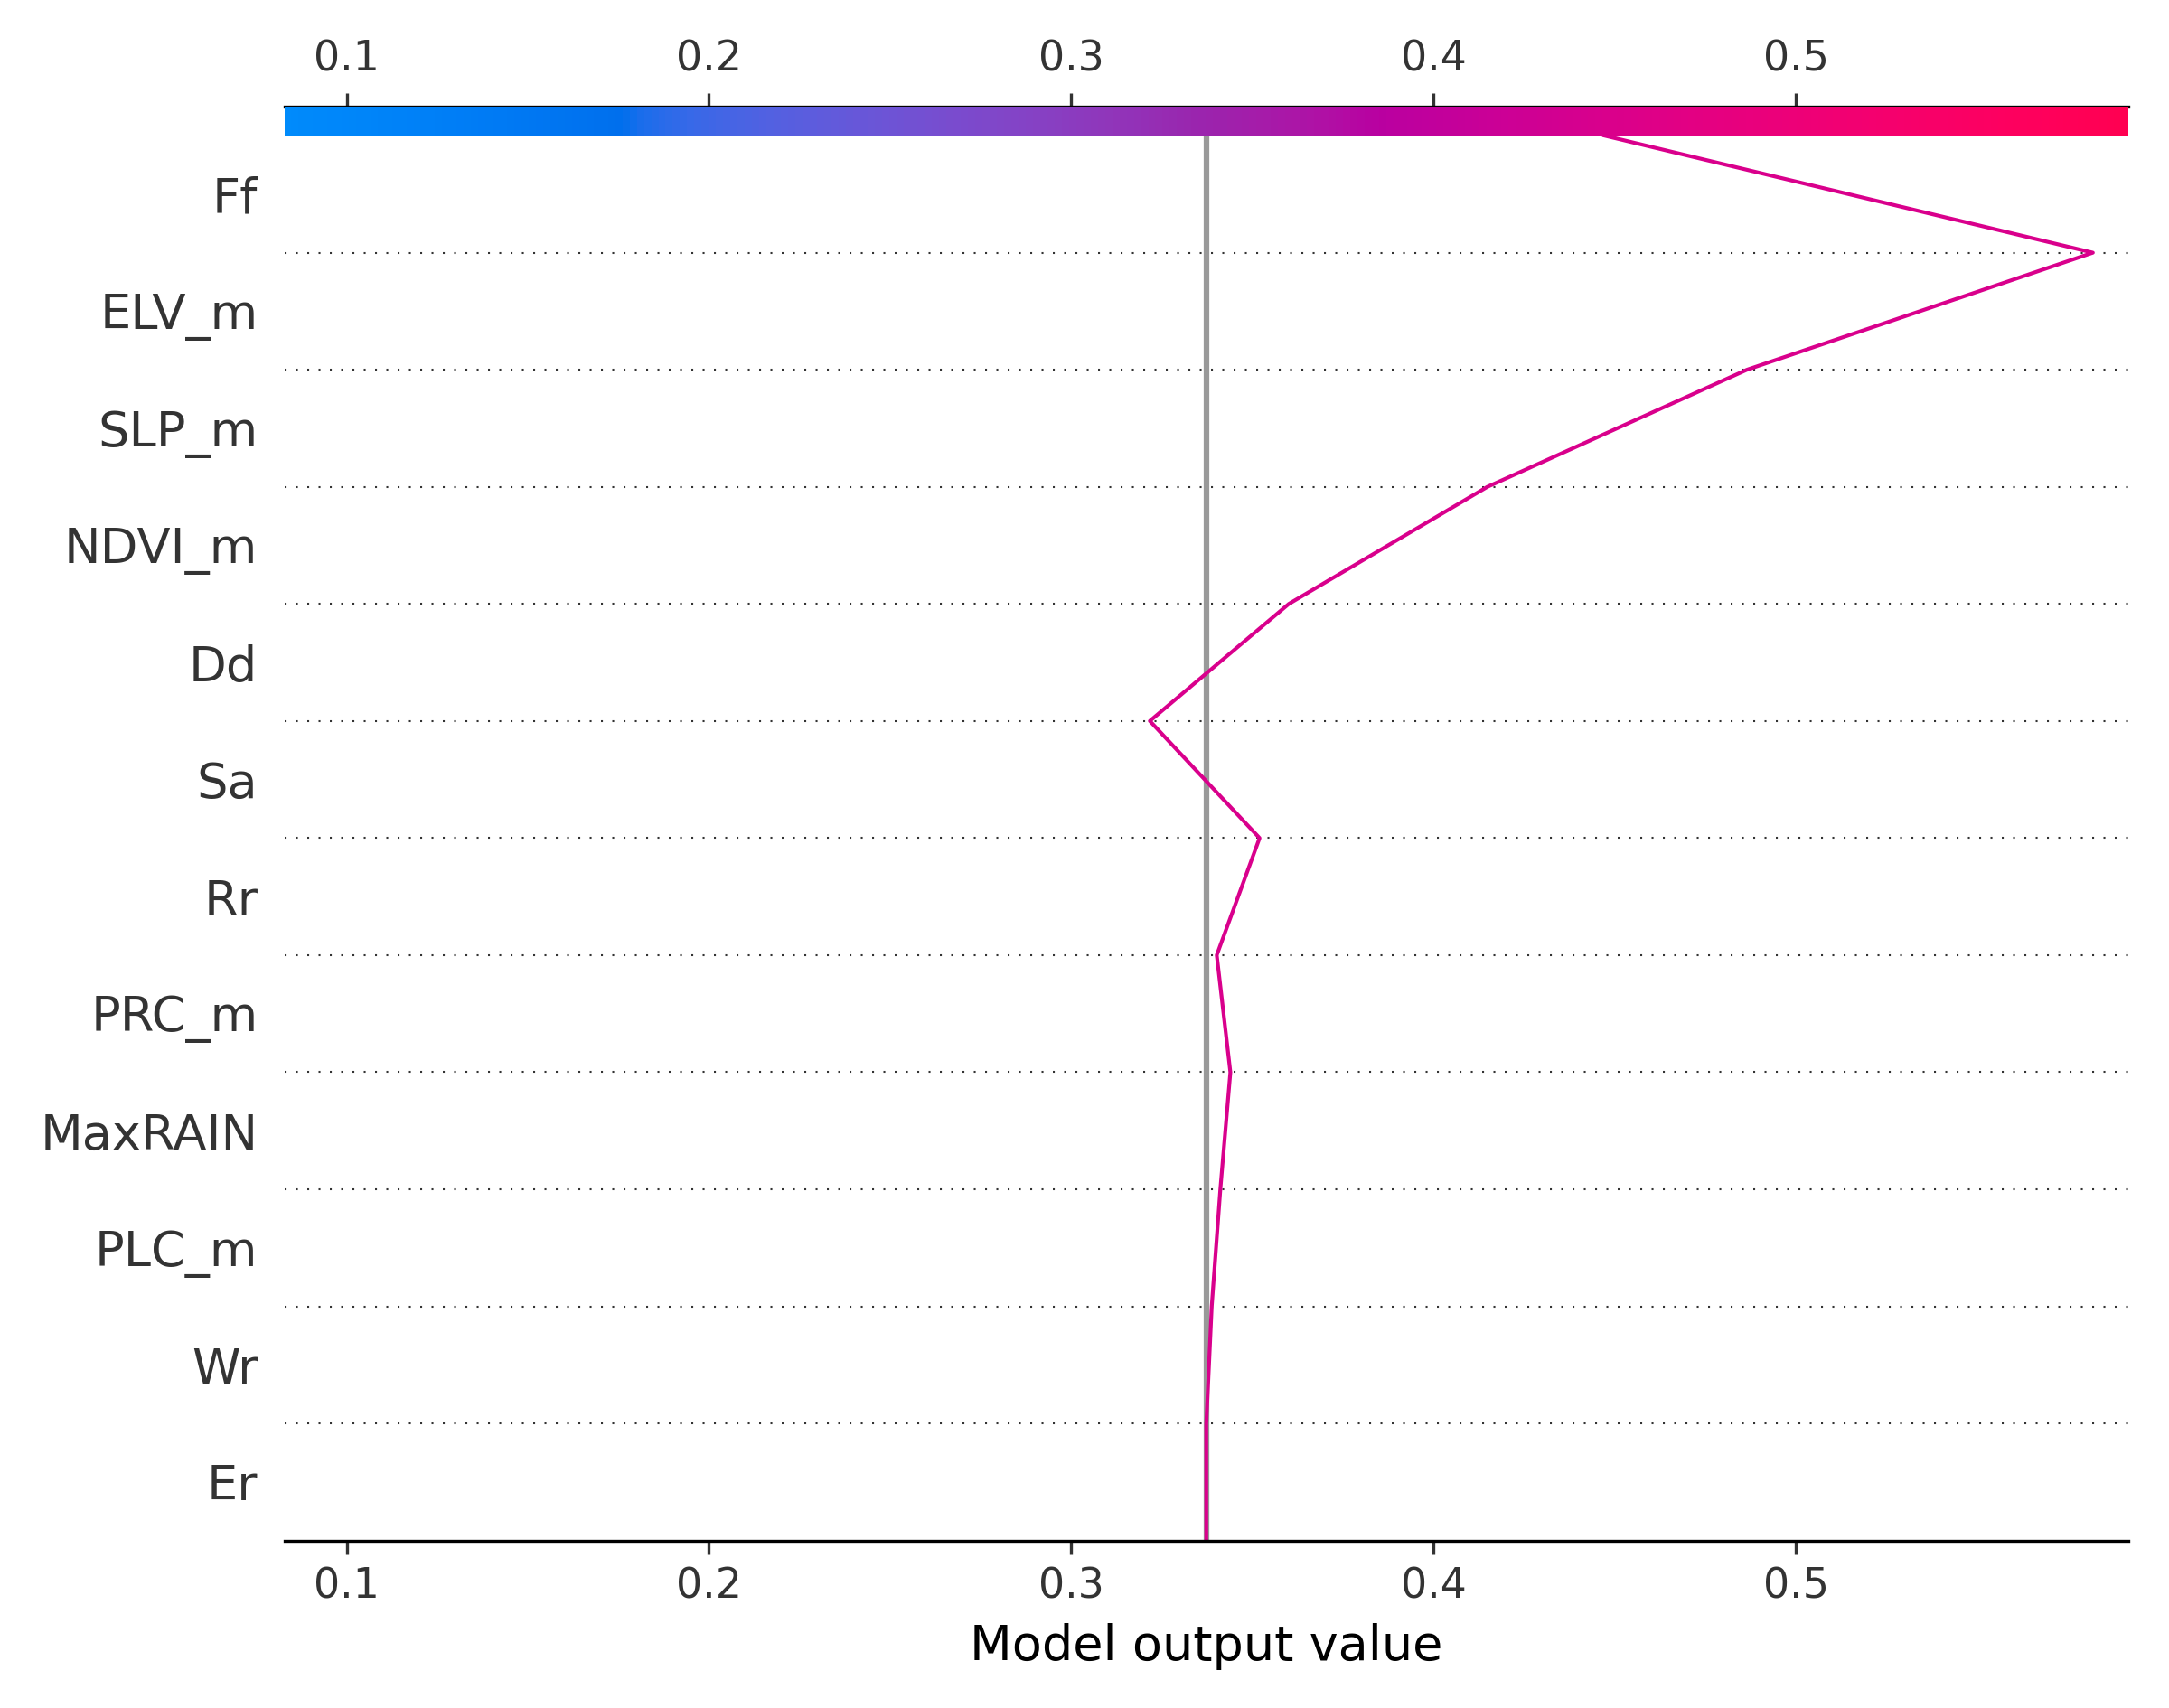 0.1 0.2 0.3 0.4 0.5
Ff
ELV_m
SLP_m
NDVI_m
Dd
Sa
Rr
PRC_m
MaxRAIN
PLC_m
Wr
Er
0.1 0.2 0.3 0.4 0.5
Model output value